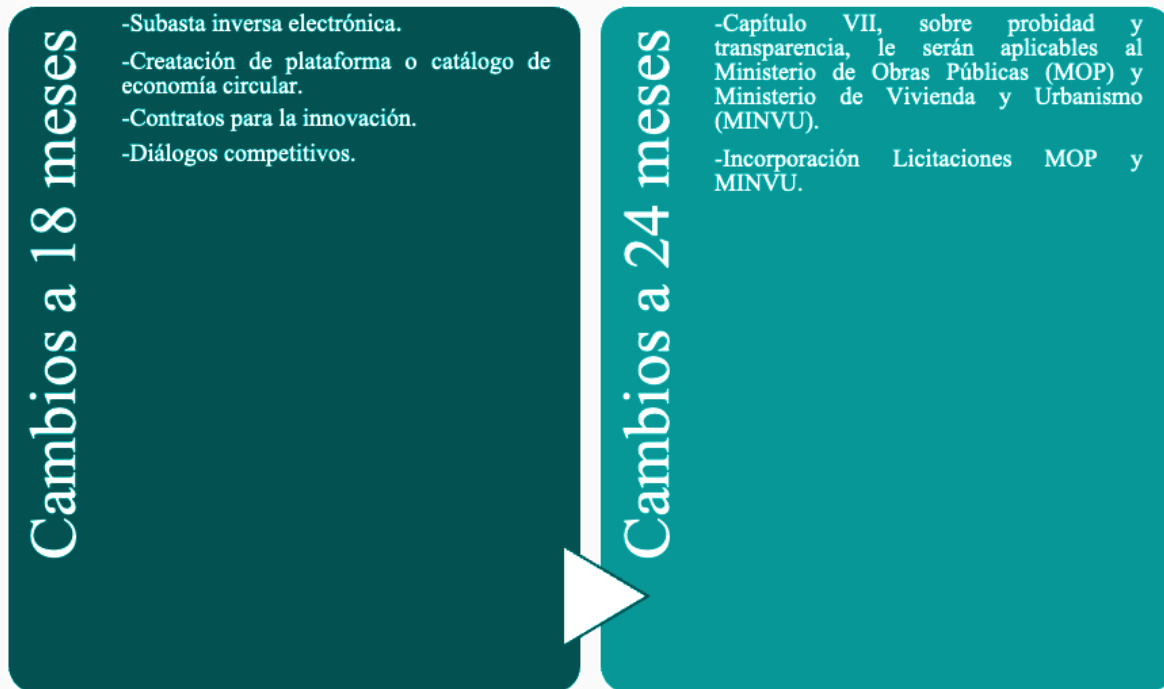 Cambios a 18 meses
-Subasta inversa electrónica.
-Creatación de plataforma o catálogo de
economía circular.
-Contratos para la innovación.
-Diálogos competitivos.
Cambios a 24 meses
-Capítulo VII, sobre probidad y
transparencia, le serán aplicables al
Ministerio de Obras Públicas (MOP) y
Ministerio de Vivienda y Urbanismo
(MINVU).
-Incorporación Licitaciones MOP y
MINVU.